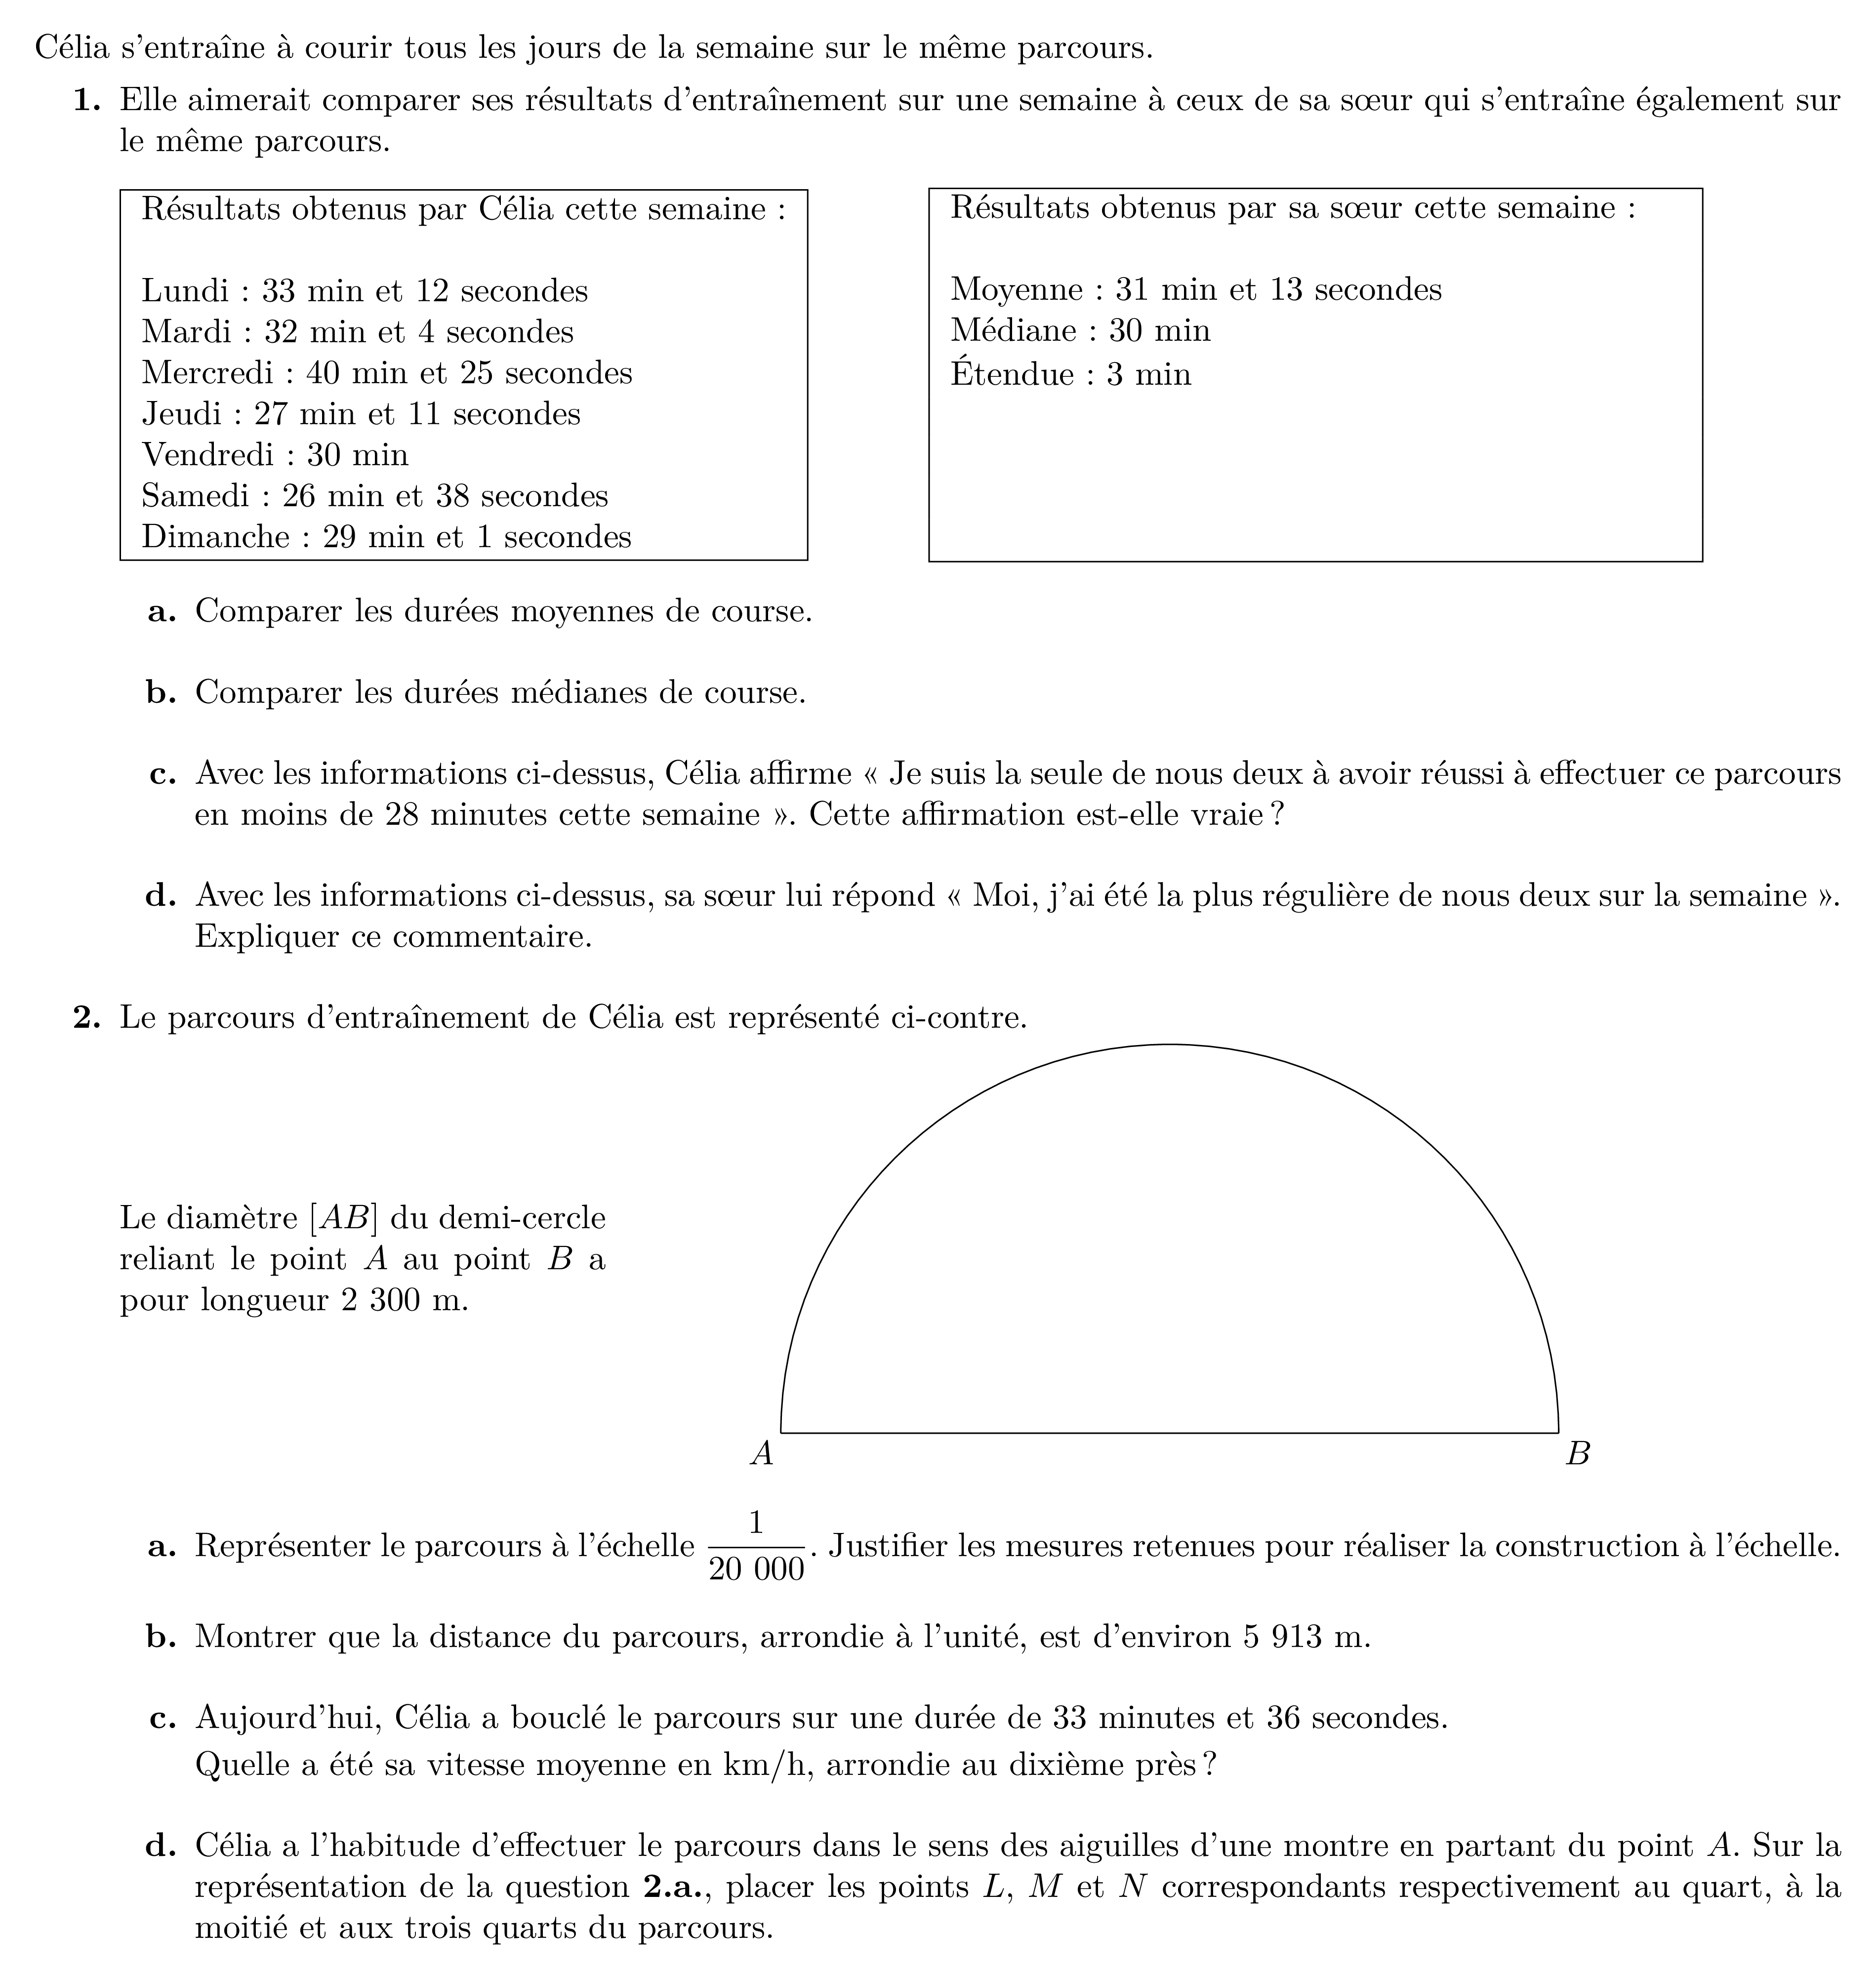 Célia s'entraîne à courir tous les jours de la semaine sur le même parcours.
1. Elle aimerait comparer ses résultats d'entraînement sur une semaine à ceux de sa sœur qui s'entraîne également sur
le même parcours.
Résultats obtenus par Célia cette semaine :
Lundi : 33 min et 12 secondes
Mardi : 32 min et 4 secondes
Mercredi : 40 min et 25 secondes
Jeudi : 27 min et 11 secondes
Vendredi : 30 min
Samedi : 26 min et 38 secondes
Dimanche : 29 min et 1 secondes
Résultats obtenus par sa sœur cette semaine :
Moyenne : 31 min et 13 secondes
Médiane : 30 min
Étendue : 3 min
a. Comparer les durées moyennes de course.
b. Comparer les durées médianes de course.
c. Avec les informations ci-dessus, Célia affirme « Je suis la seule de nous deux à avoir réussi à effectuer ce parcours
en moins de 28 minutes cette semaine ». Cette affirmation est-elle vraie ?
d. Avec les informations ci-dessus, sa sœur lui répond « Moi, j'ai été la plus régulière de nous deux sur la semaine ».
Expliquer ce commentaire.
2. Le parcours d'entraînement de Célia est représenté ci-contre.
Le diamètre [AB] du demi-cercle
reliant le point A au point B a
pour longueur 2 300 m.
A
B
a. Représenter le parcours à l'échelle 1/20 000. Justifier les mesures retenues pour réaliser la construction à l'échelle.
b. Montrer que la distance du parcours, arrondie à l'unité, est d'environ 5 913 m.
c. Aujourd'hui, Célia a bouclé le parcours sur une durée de 33 minutes et 36 secondes.
Quelle a été sa vitesse moyenne en km/h, arrondie au dixième près ?
d. Célia a l'habitude d'effectuer le parcours dans le sens des aiguilles d'une montre en partant du point A. Sur la
représentation de la question 2.a., placer les points L, M et N correspondants respectivement au quart, à la
moitié et aux trois quarts du parcours.